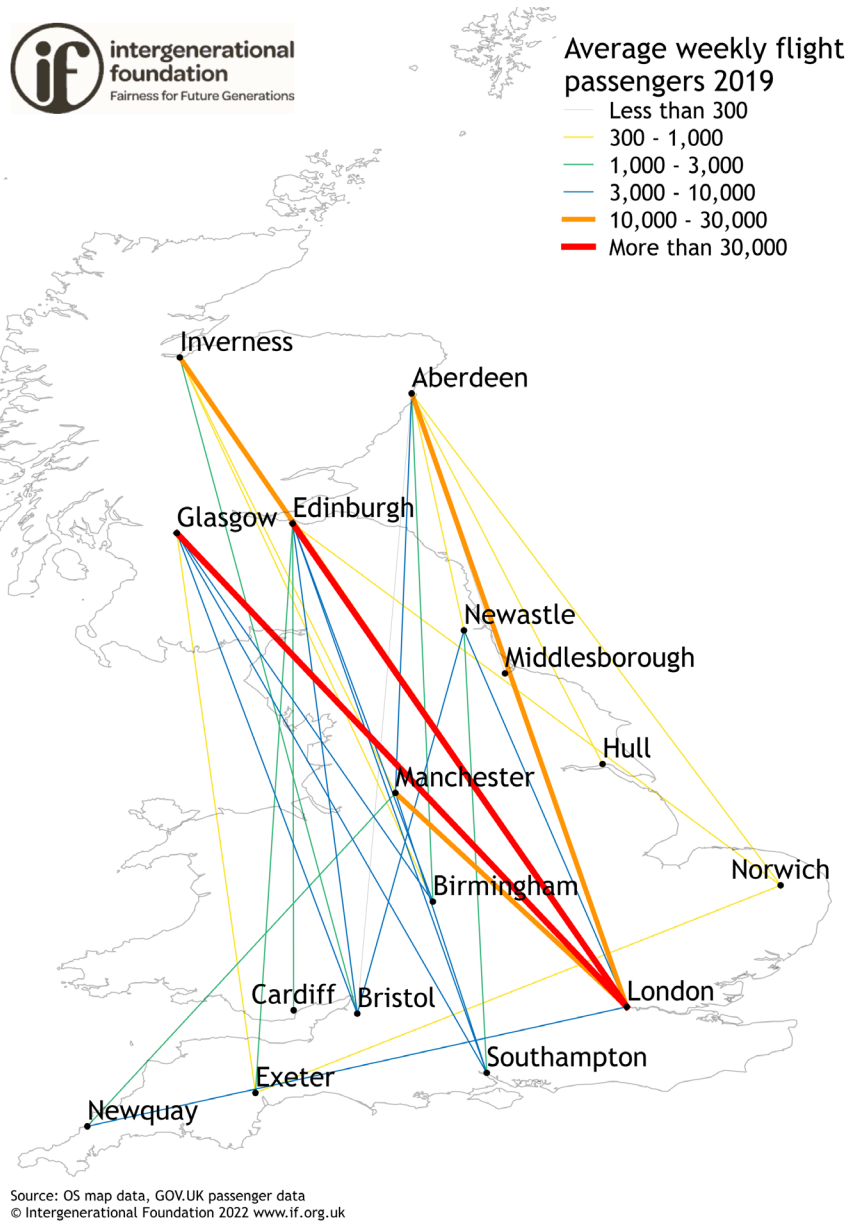 if
intergenerational
foundation
Fairness for Future Generations
Average weekly flight
passengers 2019
Less than 300
300 - 1,000
1,000 - 3,000
3,000 - 10,000
10,000 - 30,000
More than 30,000
Inverness
Aberdeen
Glasgow
Edinburgh
Newastle
Middlesborough
Hull
Manchester
Norwich
Birmingham
Cardiff
Bristol
London
Southampton
Exeter
Newquay
Source: OS map data, GOV.UK passenger data
© Intergenerational Foundation 2022 www.if.org.uk